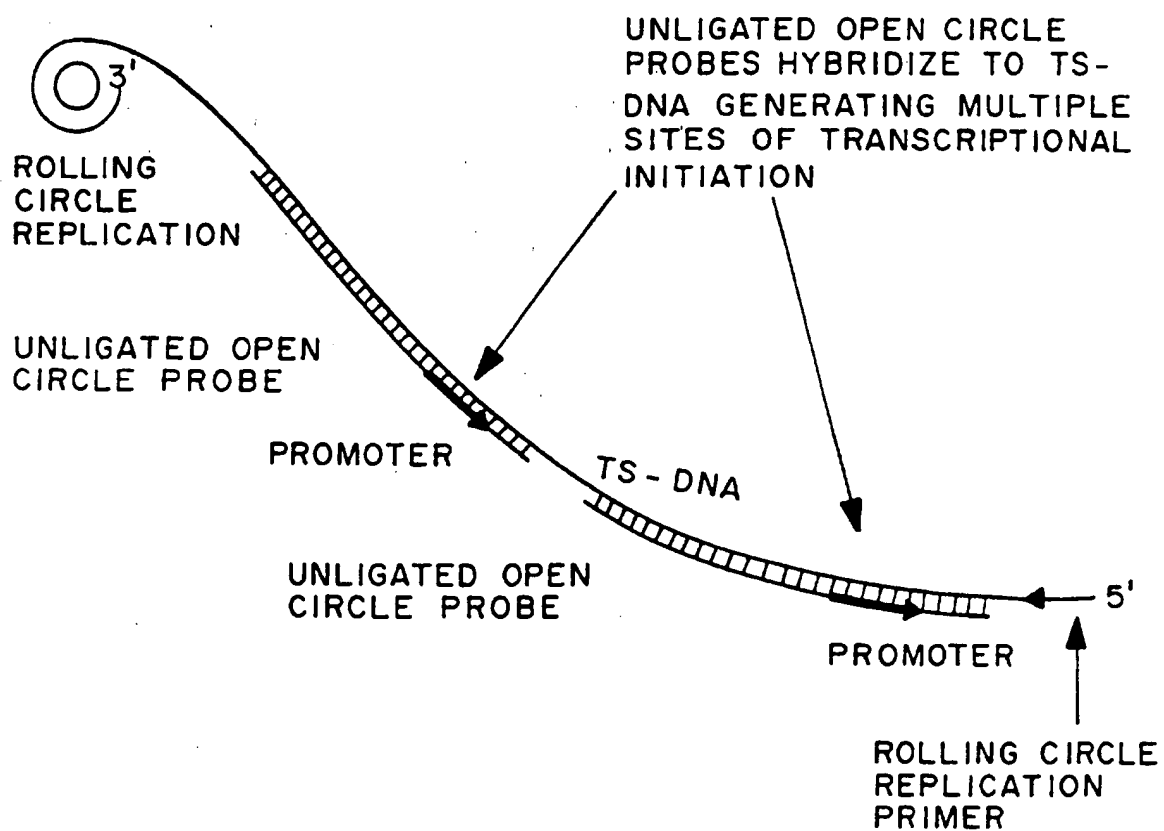 UNLIGATED OPEN CIRCLE
PROBES HYBRIDIZE TO TS-
DNA GENERATING MULTIPLE
SITES OF TRANSCRIPTIONAL
INITIATION
3'
ROLLING
CIRCLE
REPLICATION
UNLIGATED OPEN
CIRCLE PROBE
PROMOTER
TS-DNA
UNLIGATED OPEN
CIRCLE PROBE
5'
PROMOTER
ROLLING CIRCLE
REPLICATION
PRIMER